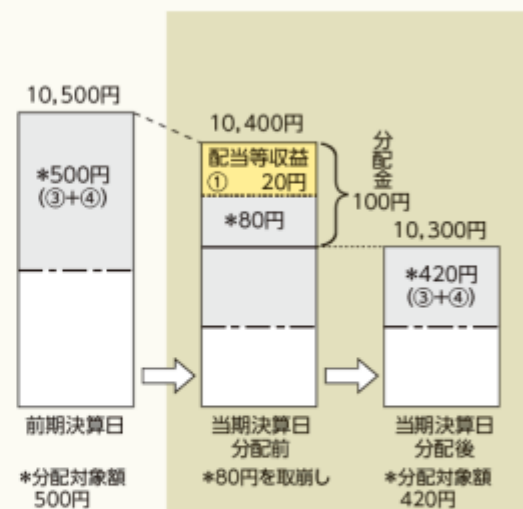 10,500円
*500円
(③+④)
前期決算日
*分配対象額
500円
10,400円
配当等収益
① 20円
*80円
分配金
100円
当期決算日
分配前
*80円を取崩し
10,300円
*420円
(③+④)
当期決算日
分配後
*分配対象額
420円